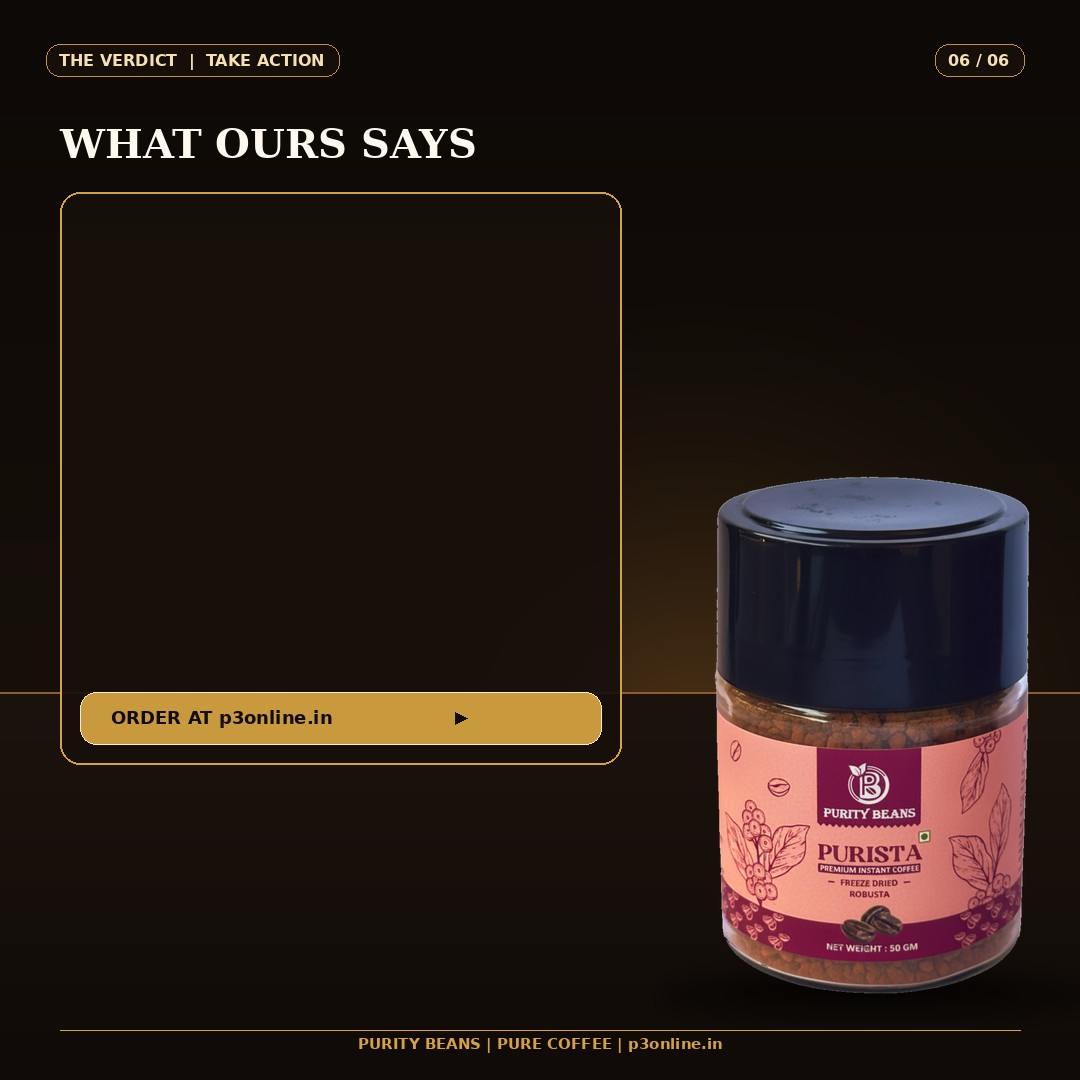 THE VERDICT | TAKE ACTION
06 / 06
WHAT OURS SAYS
ORDER AT p3online.in ►
B
PURITY BEANS
PURISTA
PREMIUM INSTANT COFFEE
— FREEZE DRIED —
ROBUSTA
NET WEIGHT : 50 GM
PURITY BEANS | PURE COFFEE | p3online.in